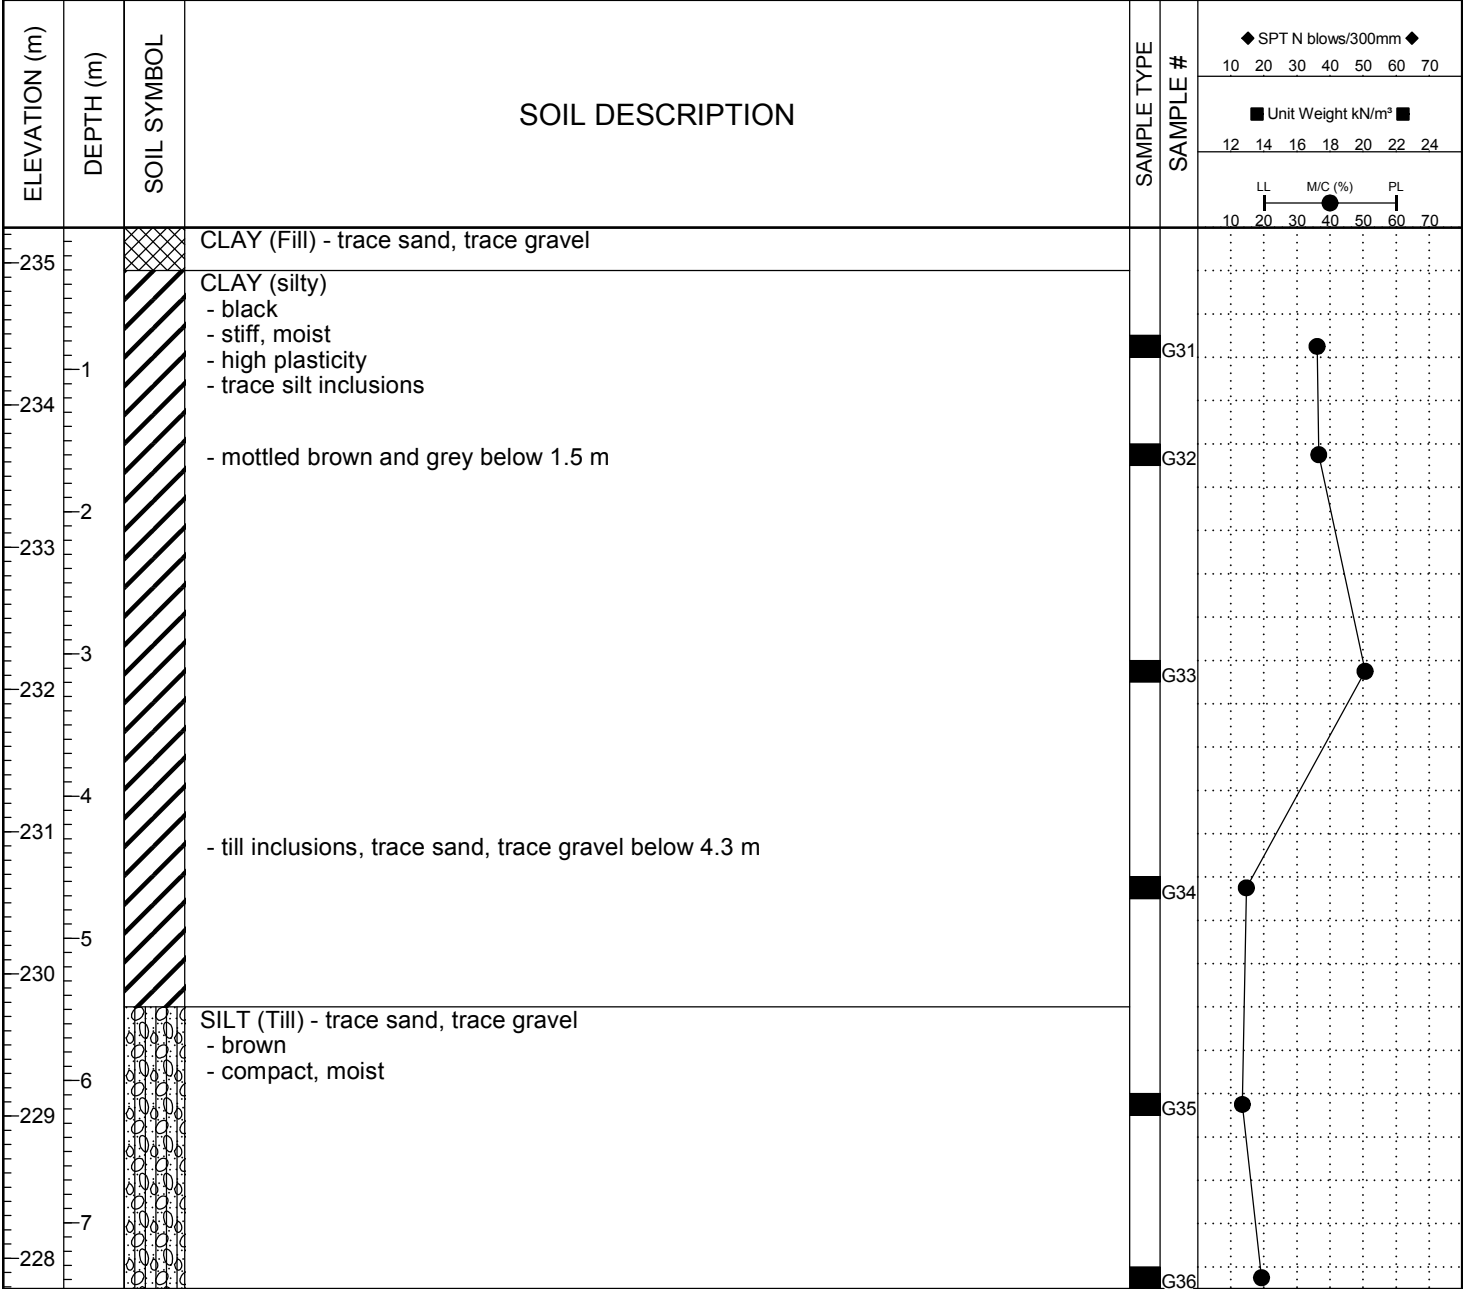 ELEVATION (m)
DEPTH (m)
SOIL SYMBOL
SOIL DESCRIPTION
SAMPLE TYPE
SAMPLE #
◆ SPT N blows/300mm ◆
10 20 30 40 50 60 70
■ Unit Weight kN/m³ ■
12 14 16 18 20 22 24
LL M/C (%) PL
10 20 30 40 50 60 70
CLAY (Fill) - trace sand, trace gravel
235
CLAY (silty)
- black
- stiff, moist
G31
- high plasticity
1
- trace silt inclusions
234
- mottled brown and grey below 1.5 m
G32
2
233
3
G33
232
4
231
- till inclusions, trace sand, trace gravel below 4.3 m
G34
5
230
SILT (Till) - trace sand, trace gravel
- brown
- compact, moist
6
G35
229
7
228
G36